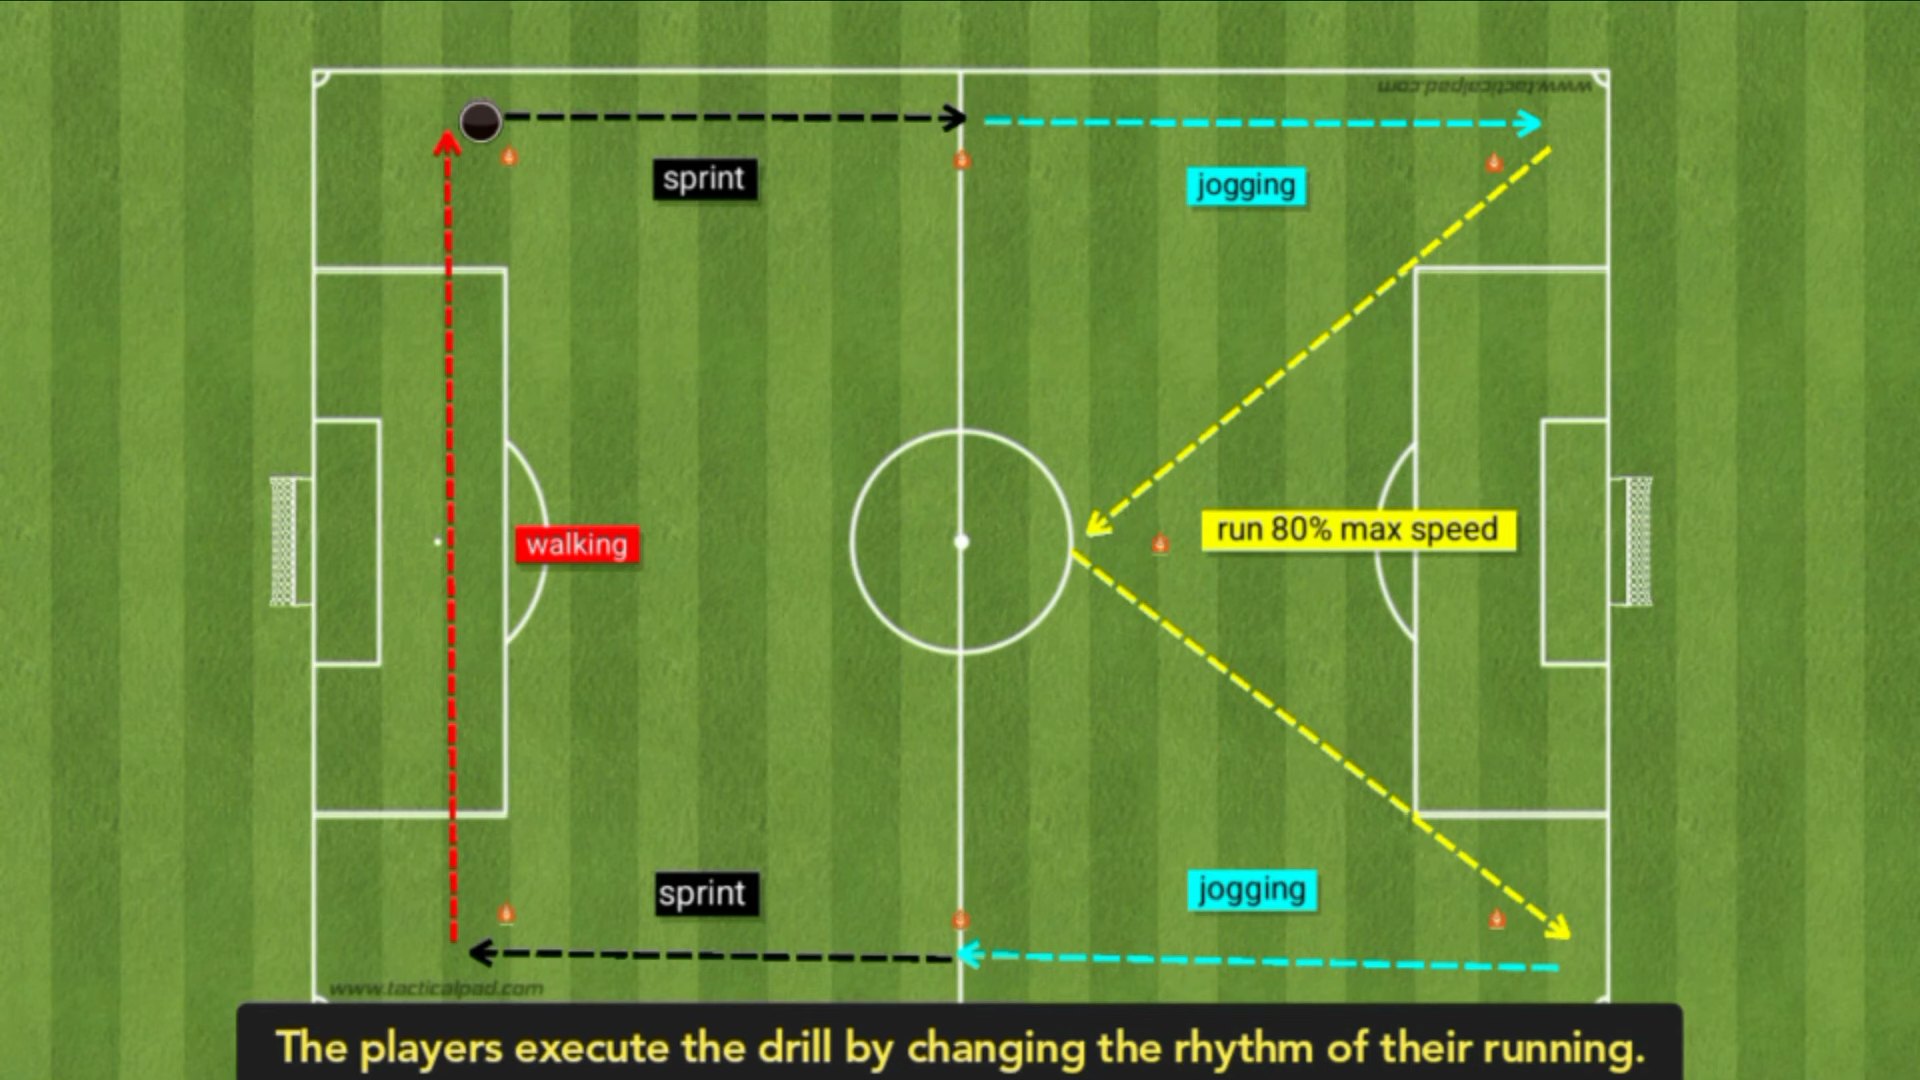 www.tacticalpad.com
sprint
jogging
run 80% max speed
walking
sprint
jogging
www.tacticalpad.com
The players execute the drill by changing the rhythm of their running.